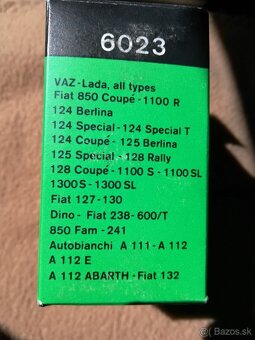 6023
VAZ-Lada, all types
Fiat 850 Coupé - 1100 R
124 Berlina
124 Special - 124 Special T
124 Coupé - 125 Berlina
125 Special - 128 Rally
128 Coupé - 1100 S - 1100 SL
1300 S - 1300 SL
Fiat 127 - 130
Dino - Fiat 238 - 600/T
850 Fam - 241
Autobianchi A 111 - A 112
A 112 E
A 112 ABARTH - Fiat 132
Bazos.sk